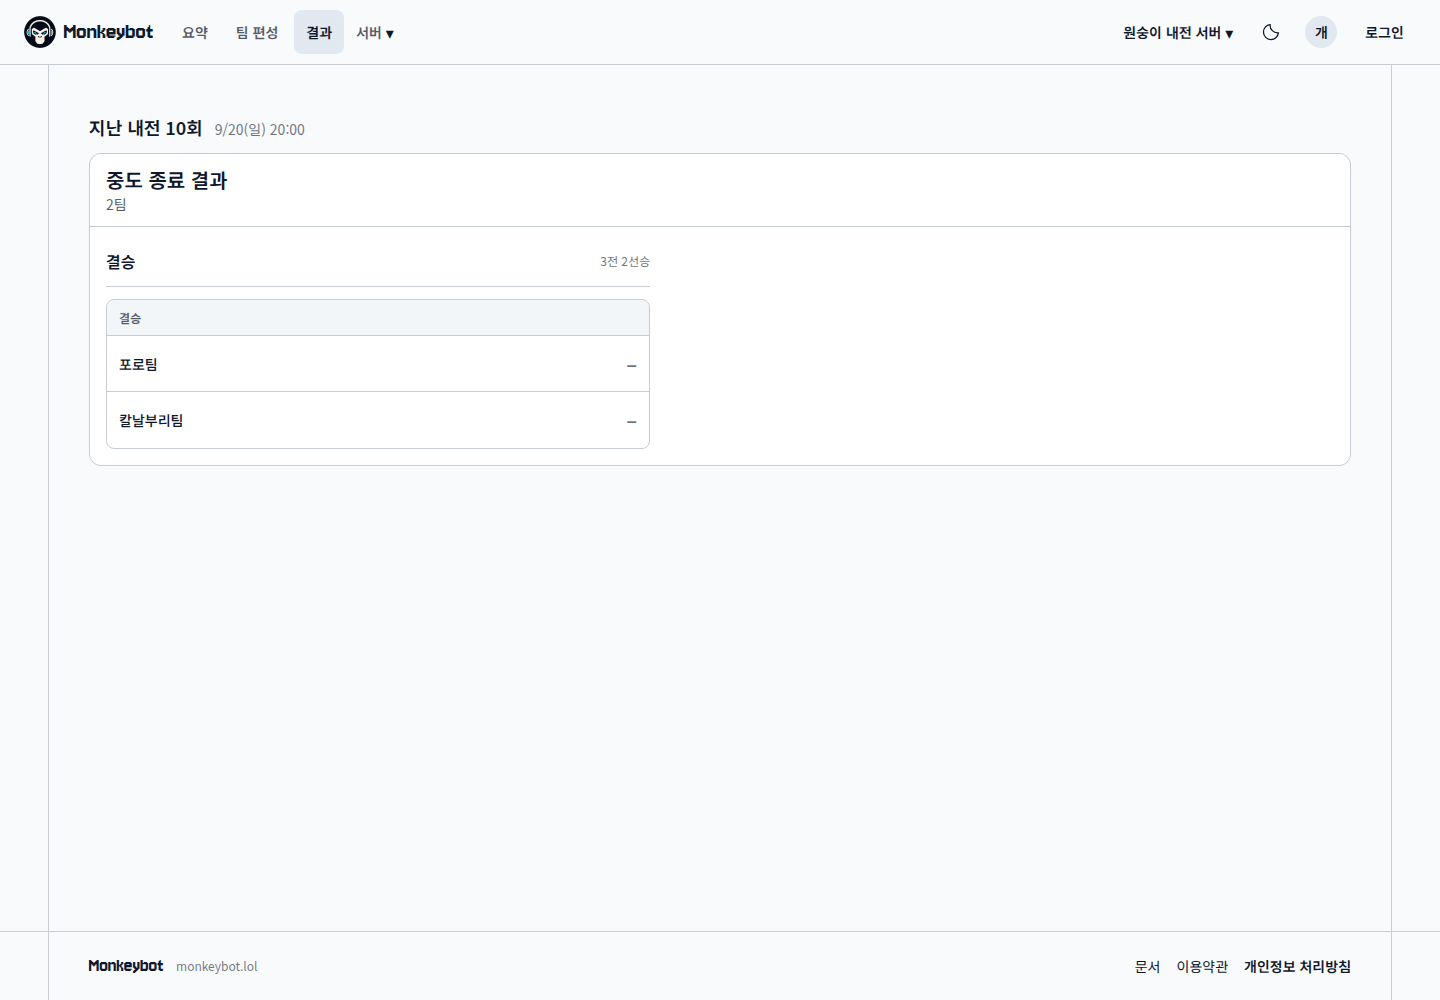 Monkeybot 요약 팀 편성 결과 서버 ▾ 원숭이 내전 서버 ▾ 개 로그인
지난 내전 10회 9/20(일) 20:00
중도 종료 결과
2팀
결승 3전 2선승
결승
포로팀 –
칼날부리팀 –
Monkeybot monkeybot.lol 문서 이용약관 개인정보 처리방침